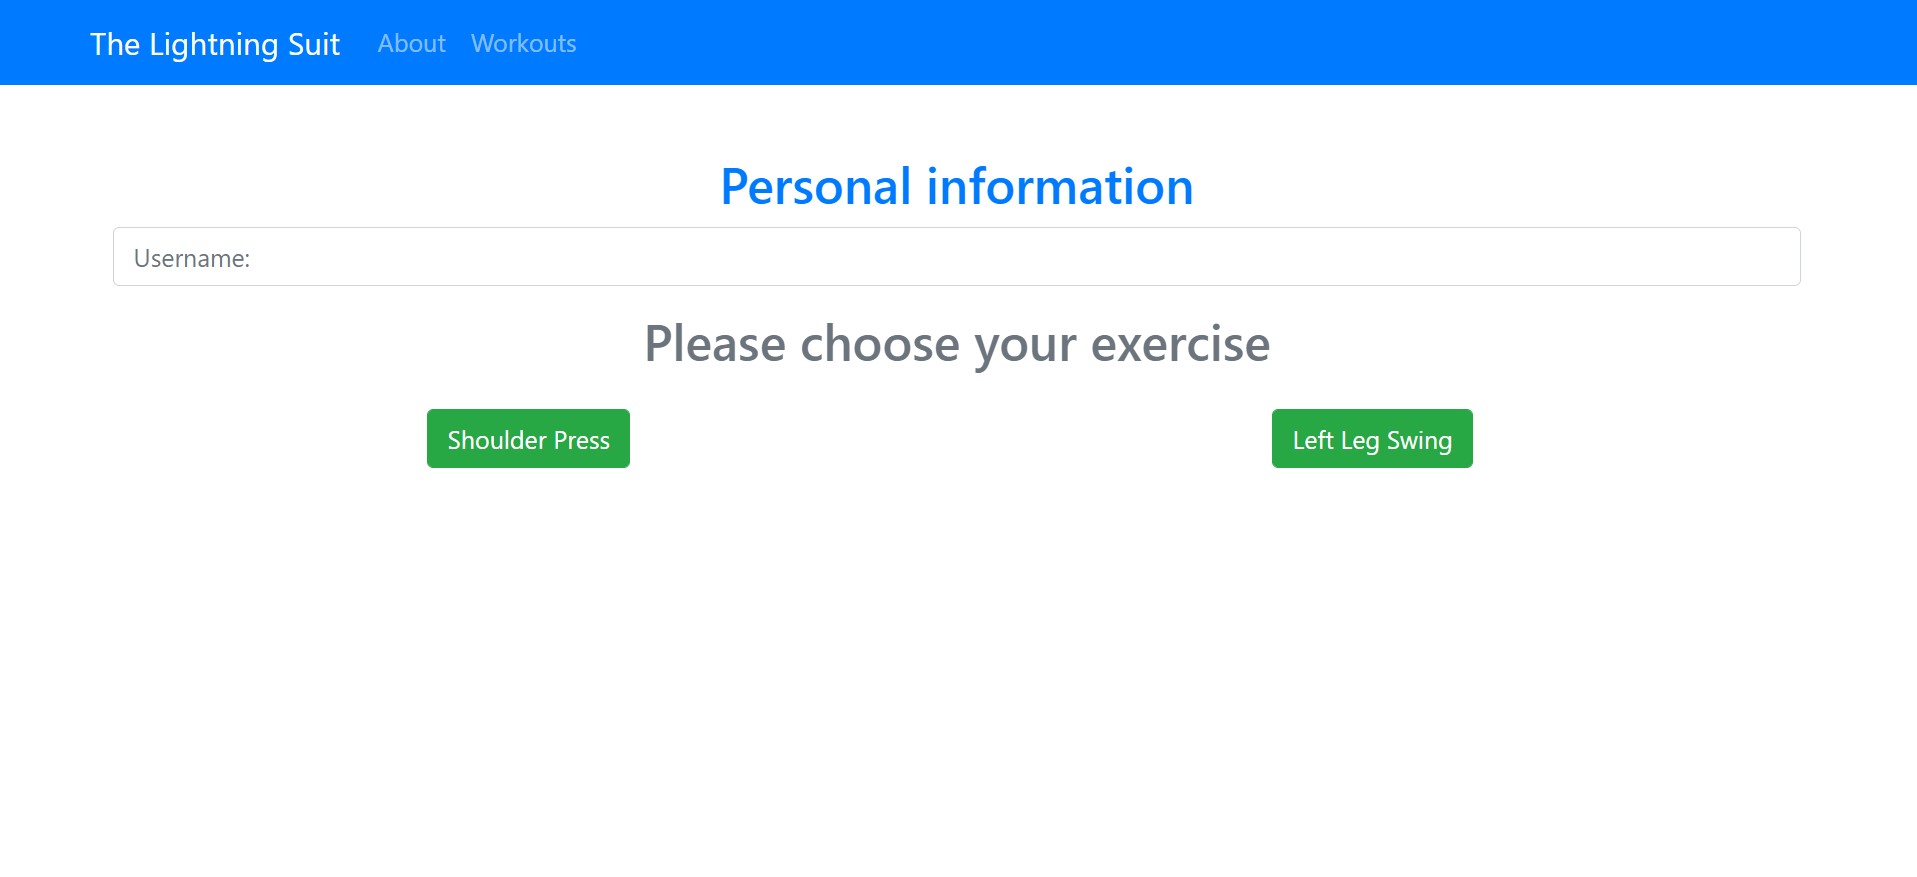 The Lightning Suit About Workouts
Personal information
Username:
Please choose your exercise
Shoulder Press Left Leg Swing